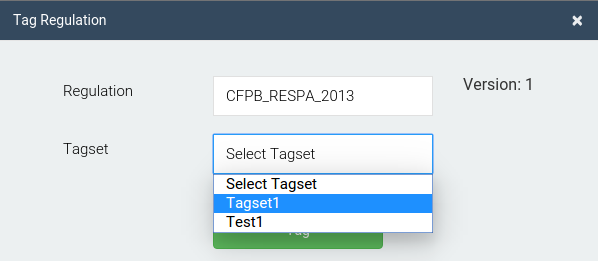 Tag Regulation ×
Regulation CFPB_RESPA_2013 Version: 1
Tagset Select Tagset
Select Tagset
Tagset1
Test1